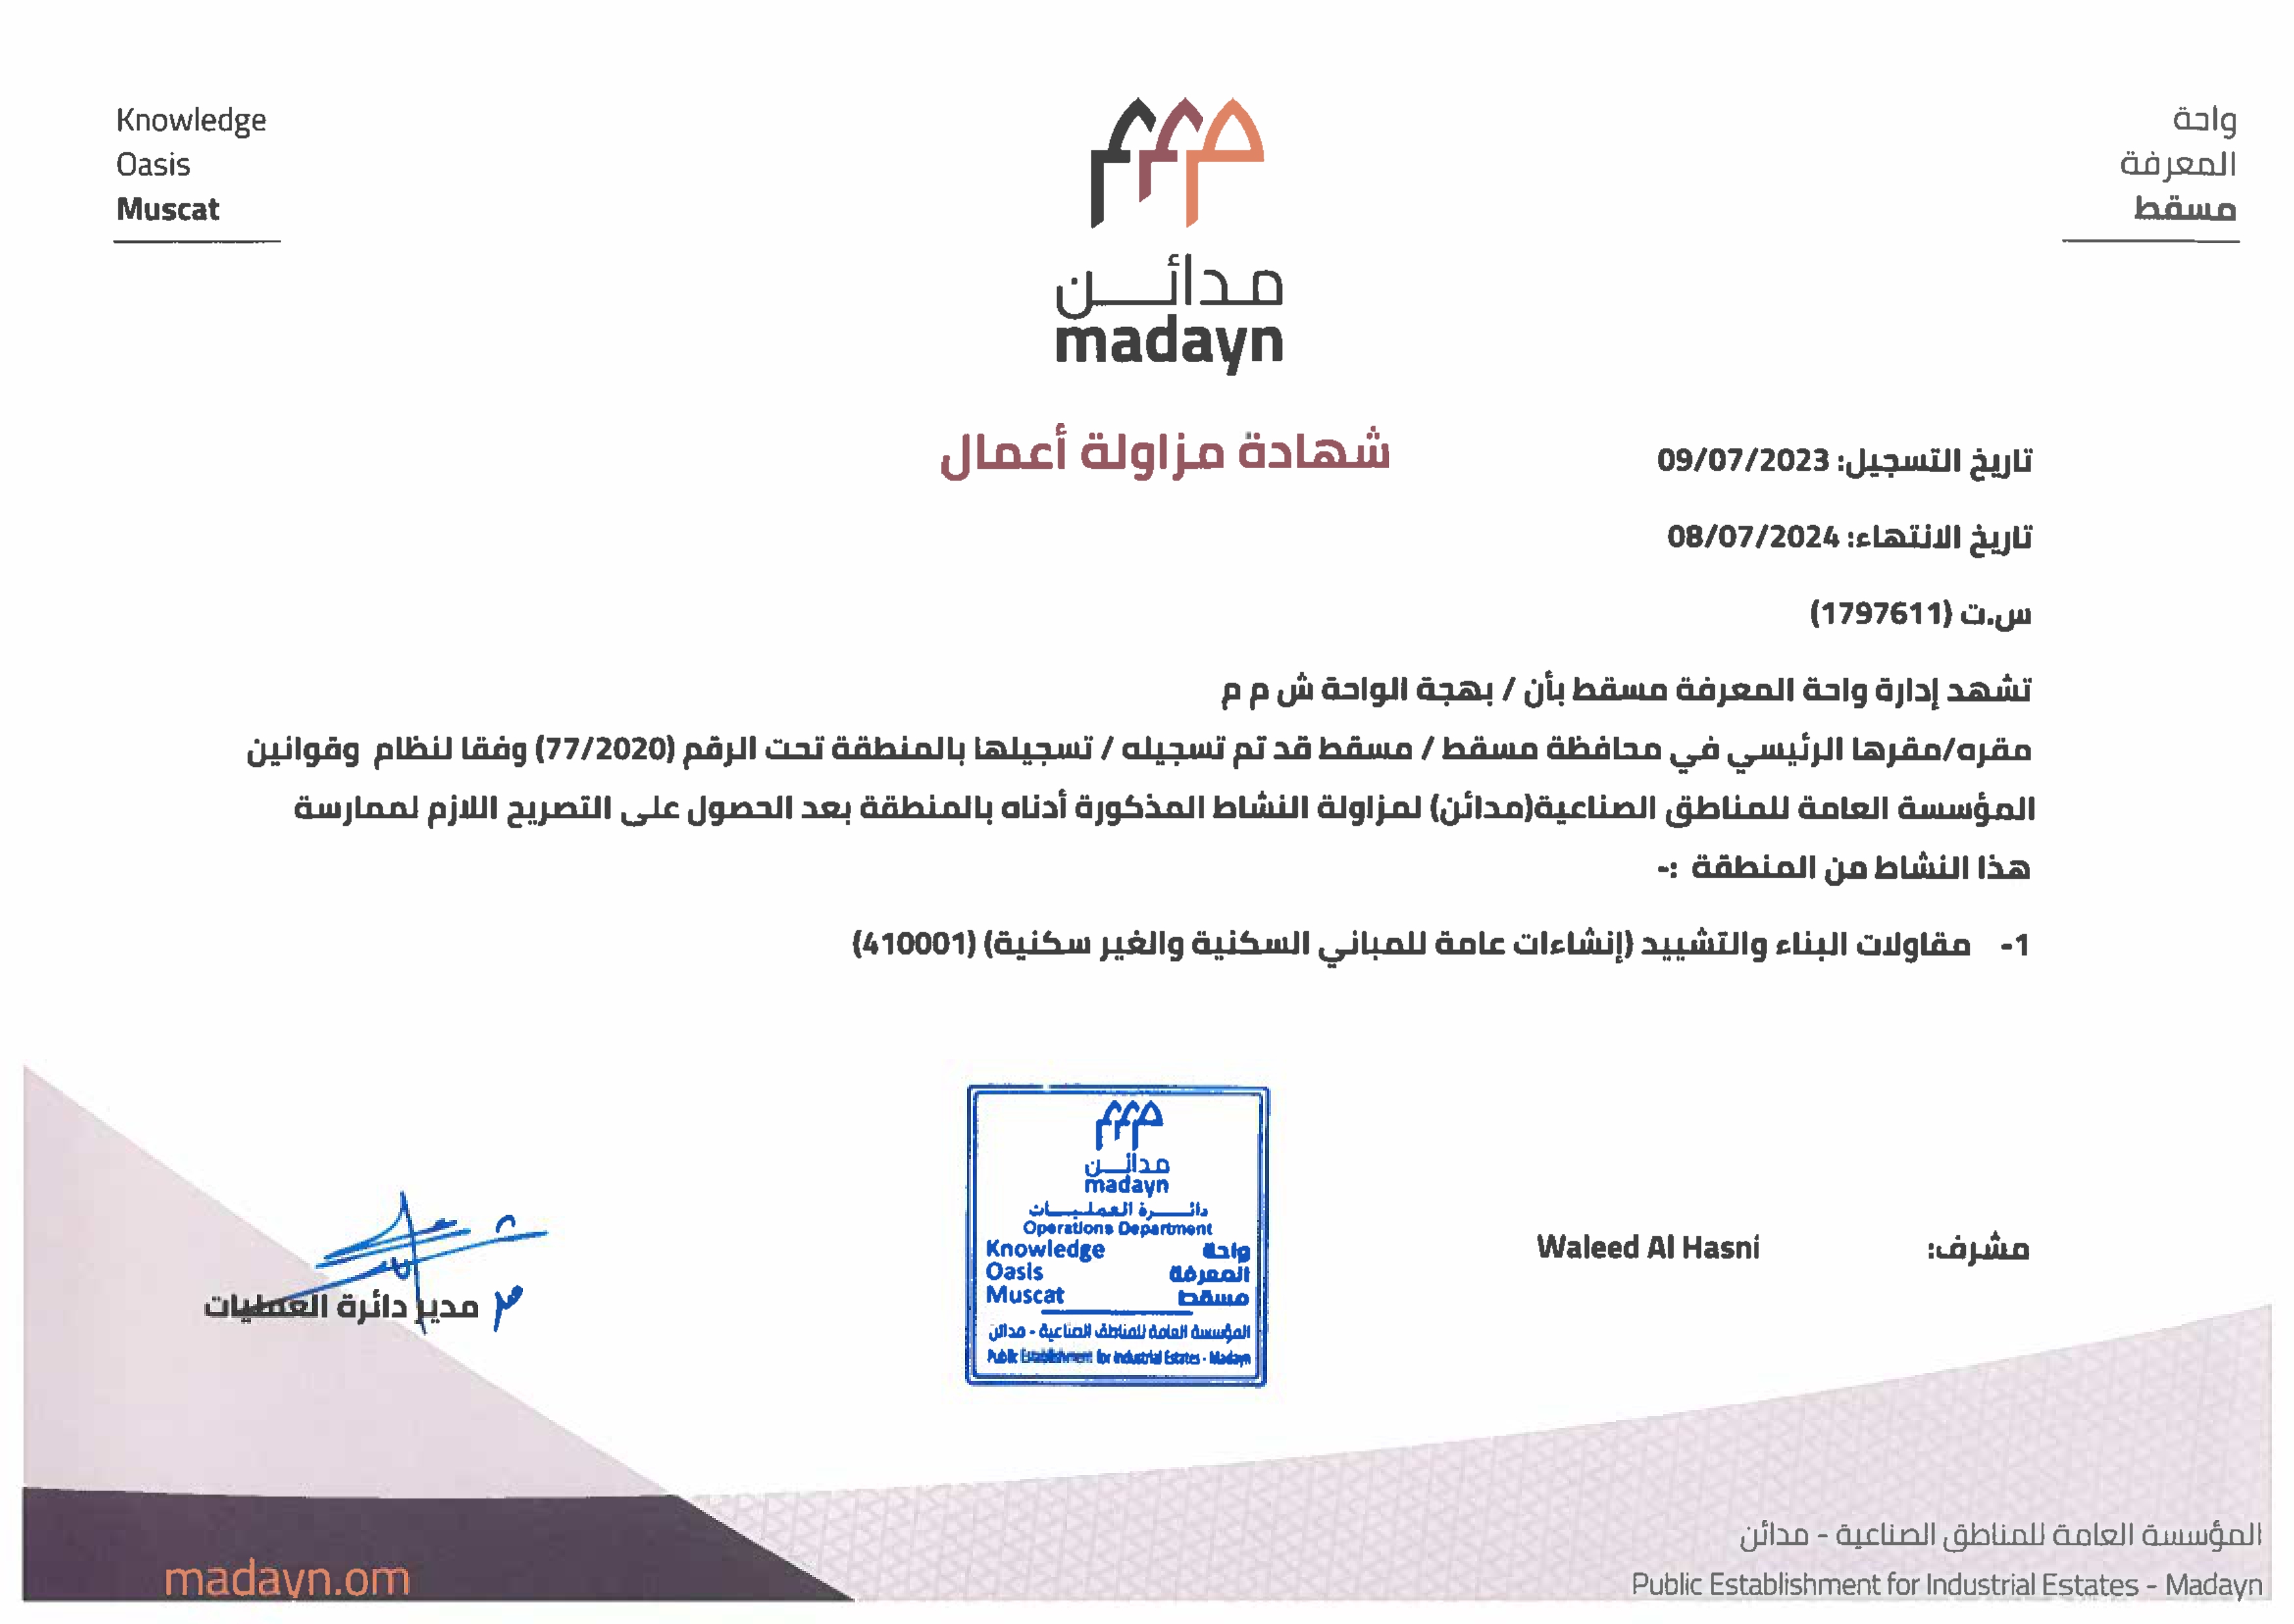 Knowledge
Oasis
Muscat
واحة
المعرفة
مسقط
مدائن
madayn
شهادة مزاولة أعمال
تاريخ التسجيل: 09/07/2023
تاريخ الانتهاء: 08/07/2024
س.ت (1797611)
تشهد إدارة واحة المعرفة مسقط بأن / بهجة الواحة ش م م
مقره/مقرها الرئيسي في محافظة مسقط / مسقط قد تم تسجيله / تسجيلها بالمنطقة تحت الرقم (77/2020) وفقا لنظام وقوانين
المؤسسة العامة للمناطق الصناعية(مدائن) لمزاولة النشاط المذكورة أدناه بالمنطقة بعد الحصول على التصريح اللازم لممارسة
هذا النشاط من المنطقة :-
1- مقاولات البناء والتشييد (إنشاءات عامة للمباني السكنية والغير سكنية) (410001)
مدائن
madayn
دائرة العمليات
Operations Department
Knowledge واحة
Oasis المعرفة
Muscat مسقط
المؤسسة العامة للمناطق الصناعية - مدائن
Public Establishment for Industrial Estates - Madayn
مشرف: Waleed Al Hasni
مدير دائرة العمليات
المؤسسة العامة للمناطق الصناعية - مدائن
Public Establishment for Industrial Estates - Madayn
madayn.om